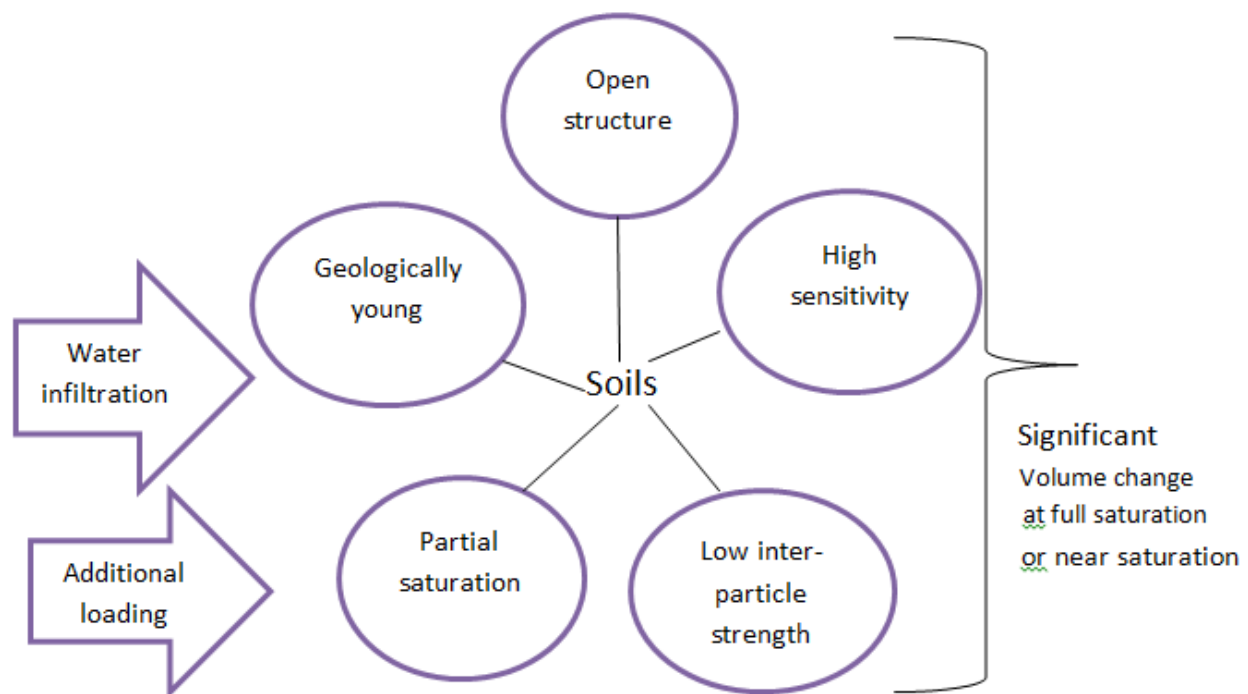 Open
structure
Geologically
young
High
sensitivity
Water
infiltration
Soils
Significant
Volume change
at full saturation
or near saturation
Partial
saturation
Low inter-
particle
strength
Additional
loading